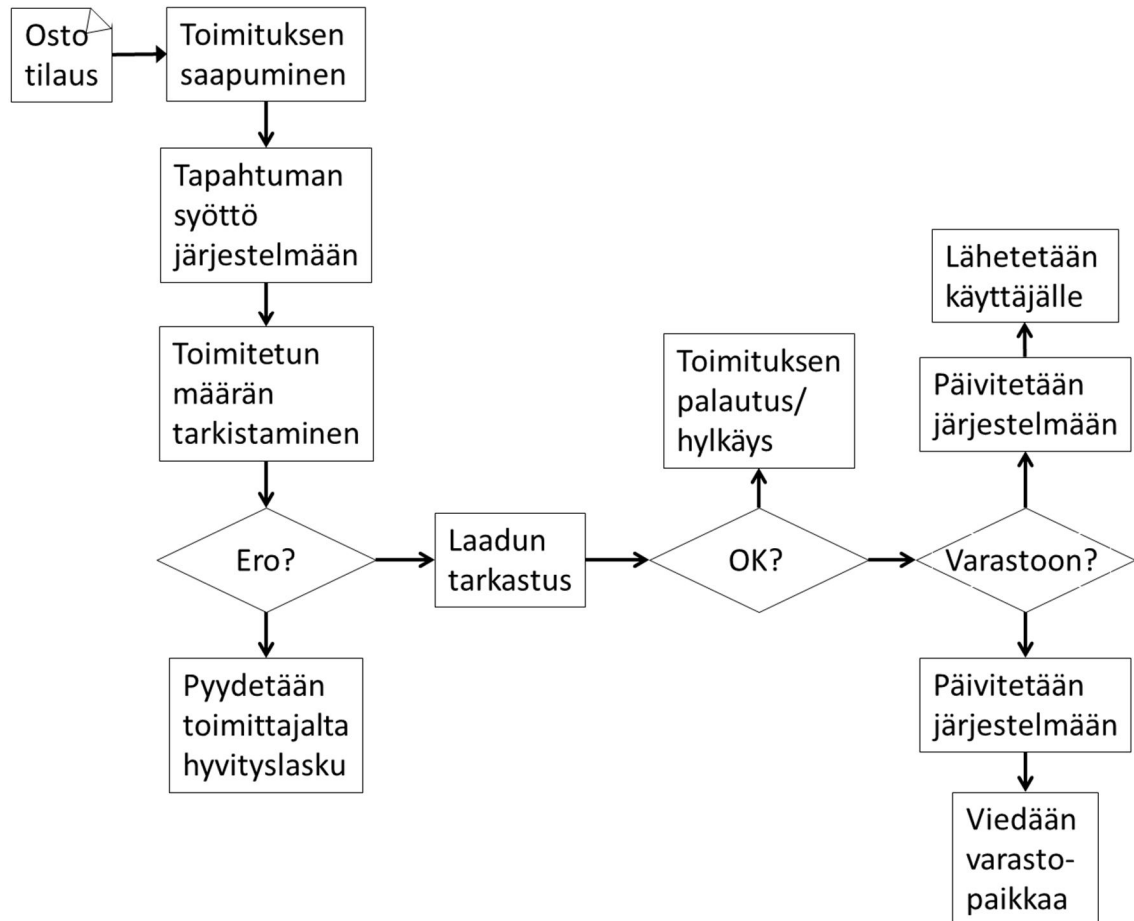 Osto
tilaus
Toimituksen
saapuminen
Tapahtuman
syöttö
järjestelmään
Toimitetun
määrän
tarkistaminen
Ero?
Pyydetään
toimittajalta
hyvityslasku
Laadun
tarkastus
OK?
Toimituksen
palautus/
hylkäys
Varastoon?
Päivitetään
järjestelmään
Lähetetään
käyttäjälle
Päivitetään
järjestelmään
Viedään
varasto-
paikkaa